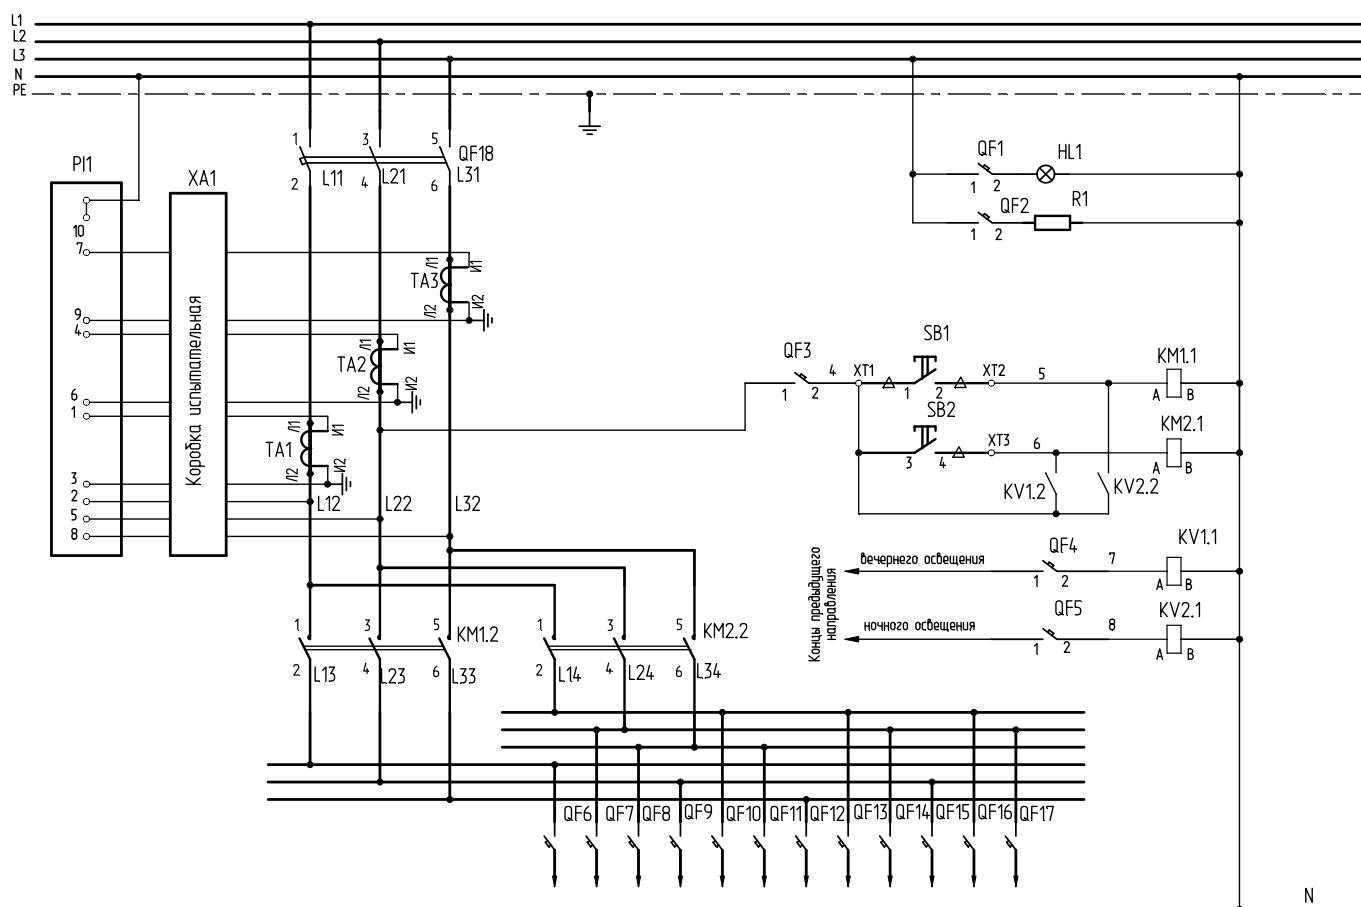 L1
L2
L3
N
PE
PI1
XA1
10
7
9
4
6
1
3
2
5
8
Коробка испытательная
1
3
5
QF18
2
L11
4
L21
6
L31
Л1
И1
TA3
Л2
И2
Л1
И1
TA2
Л2
И2
Л1
И1
TA1
Л2
И2
L12
L22
L32
1
3
5
KM1.2
2
L13
4
L23
6
L33
1
3
5
KM2.2
2
L14
4
L24
6
L34
QF1
HL1
1
2
QF2
R1
1
2
QF3
4
XT1
SB1
XT2
5
KM1.1
1
2
1
2
A
B
SB2
XT3
6
KM2.1
3
4
A
B
KV1.2
KV2.2
Концы предыдущего
направления
вечернего освещения
QF4
7
KV1.1
1
2
A
B
ночного освещения
QF5
8
KV2.1
1
2
A
B
QF6
QF7
QF8
QF9
QF10
QF11
QF12
QF13
QF14
QF15
QF16
QF17
N